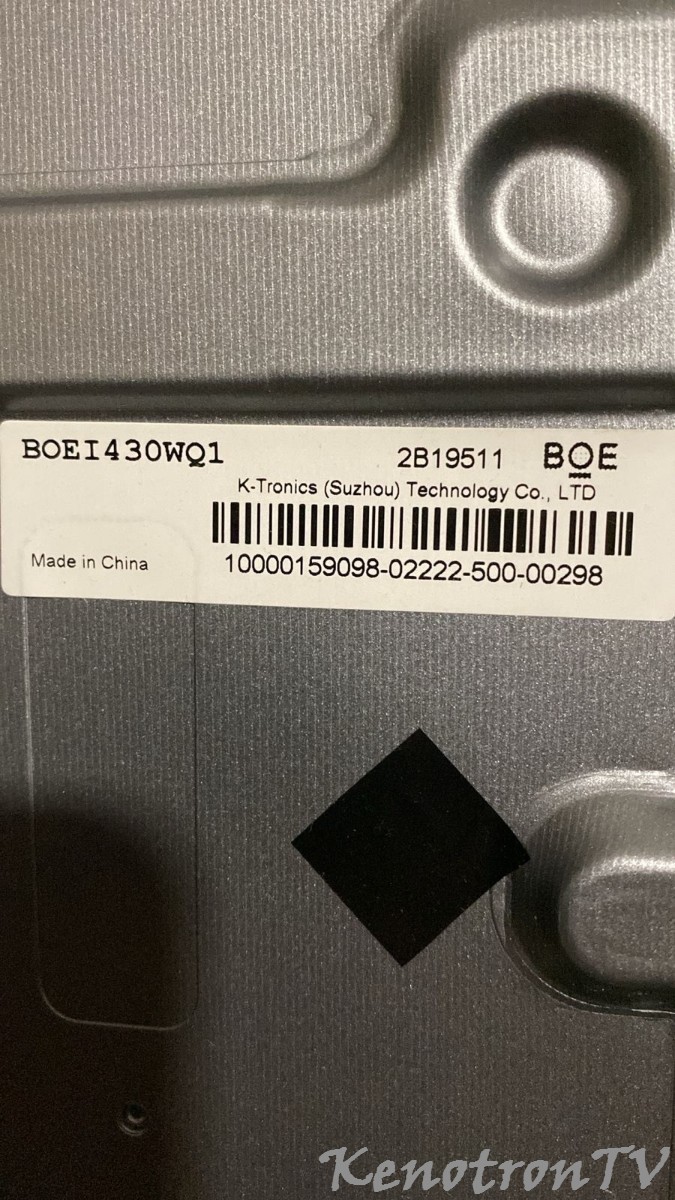 BOEI430WQ1
2B19511 BOE
K-Tronics (Suzhou) Technology Co., LTD
Made in China
10000159098-02222-500-00298
KenotronTV